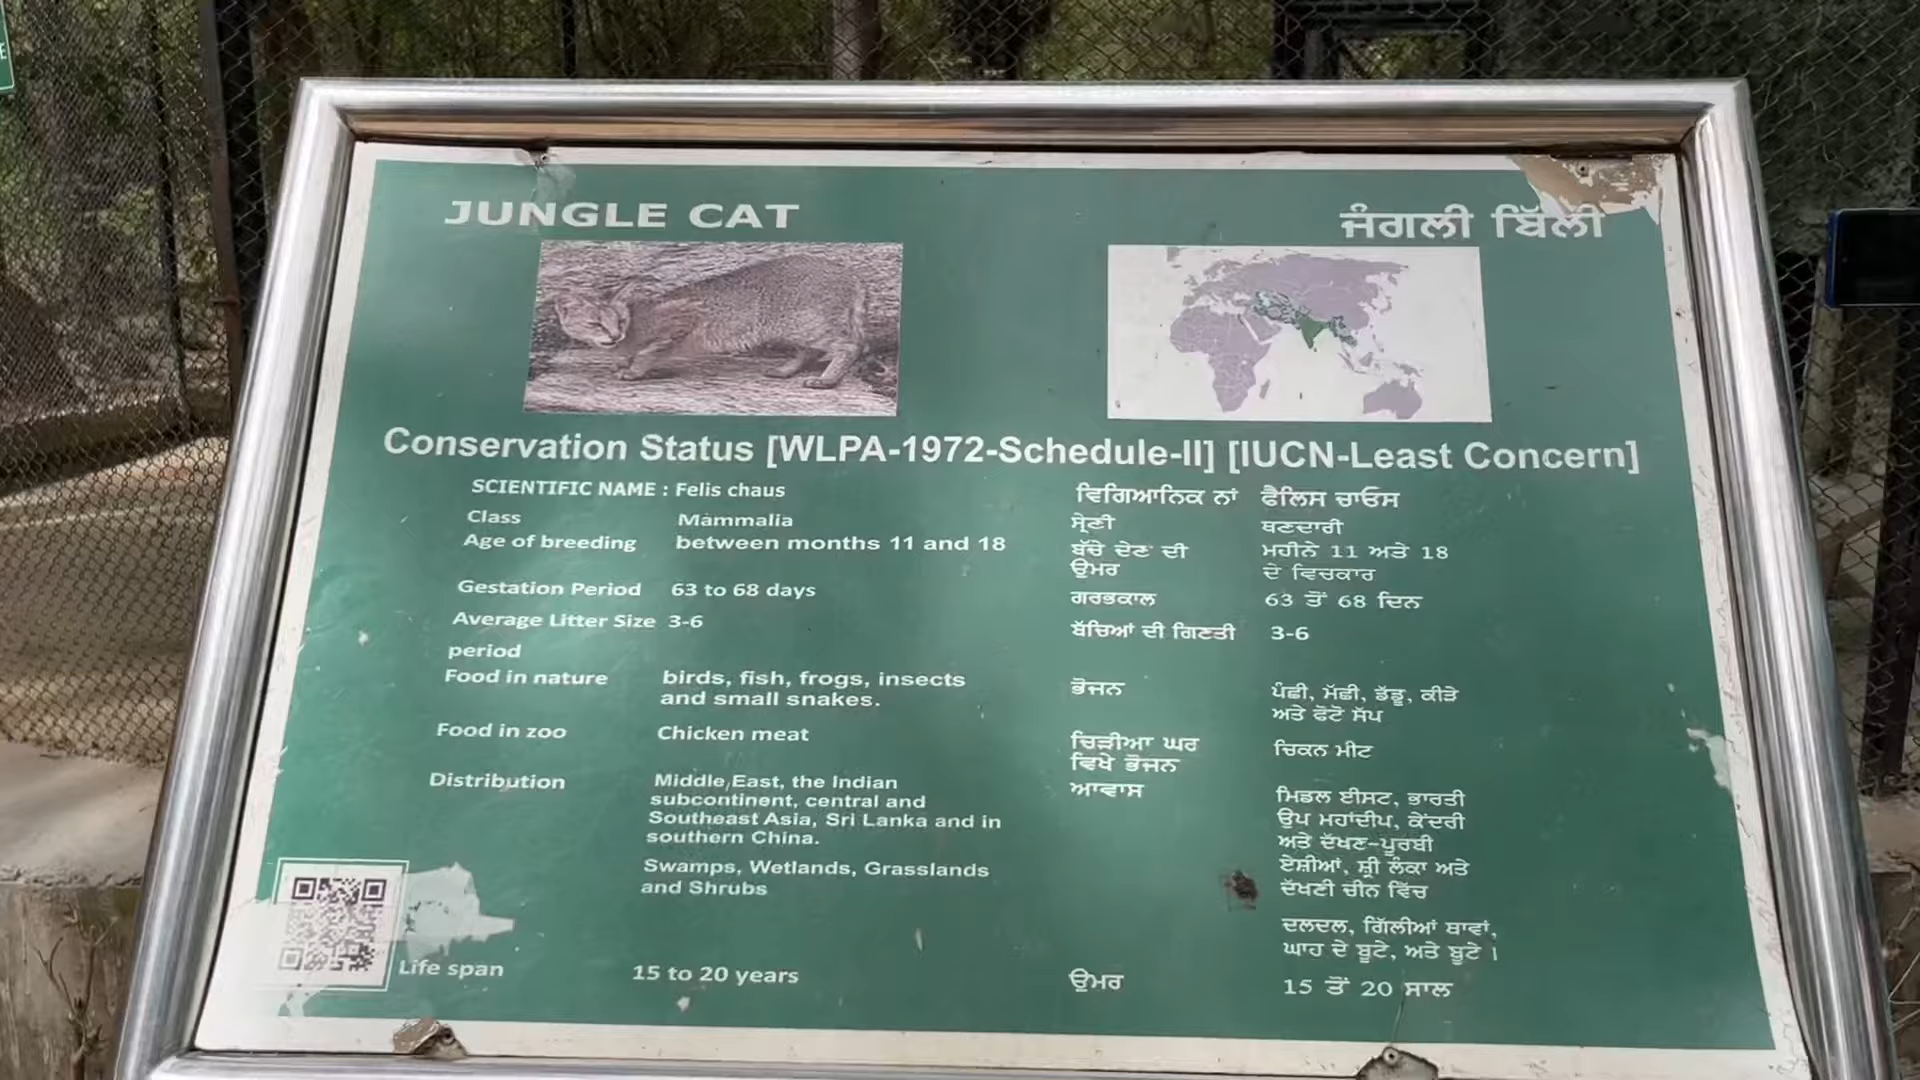 JUNGLE CAT
ਜੰਗਲੀ ਬਿੱਲੀ
Conservation Status [WLPA-1972-Schedule-II] [IUCN-Least Concern]
SCIENTIFIC NAME : Felis chaus
Class Mammalia
Age of breeding between months 11 and 18
Gestation Period 63 to 68 days
Average Litter Size 3-6
period
Food in nature birds, fish, frogs, insects
and small snakes.
Food in zoo Chicken meat
Distribution Middle East, the Indian
subcontinent, central and
Southeast Asia, Sri Lanka and in
southern China.
Swamps, Wetlands, Grasslands
and Shrubs
Life span 15 to 20 years
ਵਿਗਿਆਨਿਕ ਨਾਂ ਫੈਲਿਸ ਚਾਓਸ
ਸ੍ਰੇਣੀ ਥਣਧਾਰੀ
ਬੱਚੇ ਦੇਣ ਦੀ ਮਹੀਨੇ 11 ਅਤੇ 18
ਉਮਰ ਦੇ ਵਿਚਕਾਰ
ਗਰਭਕਾਲ 63 ਤੋਂ 68 ਦਿਨ
ਬੱਚਿਆਂ ਦੀ ਗਿਣਤੀ 3-6
ਭੋਜਨ ਪੰਛੀ, ਮੱਛੀ, ਡੱਡੂ, ਕੀੜੇ
ਅਤੇ ਫੋਟੋ ਸੱਪ
ਚਿੜੀਆ ਘਰ ਚਿਕਨ ਮੀਟ
ਵਿਖੇ ਭੋਜਨ
ਆਵਾਸ ਮਿਡਲ ਈਸਟ, ਭਾਰਤੀ
ਉਪ ਮਹਾਂਦੀਪ, ਕੇਂਦਰੀ
ਅਤੇ ਦੱਖਣ-ਪੂਰਬੀ
ਏਸ਼ੀਆਂ, ਸ਼੍ਰੀ ਲੰਕਾ ਅਤੇ
ਦੱਖਣੀ ਚੀਨ ਵਿੱਚ
ਦਲਦਲ, ਗਿੱਲੀਆਂ ਥਾਵਾਂ,
ਘਾਹ ਦੇ ਬੂਟੇ, ਅਤੇ ਬੂਟੇ ।
ਉਮਰ 15 ਤੋਂ 20 ਸਾਲ